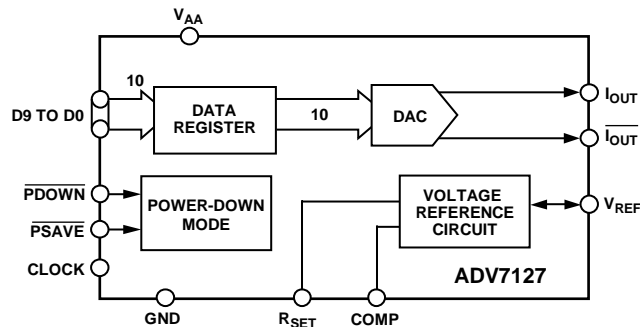 VAA
10
D9 TO D0
DATA
REGISTER
10
DAC
IOUT
IOUT
PDOWN
PSAVE
POWER-DOWN
MODE
VOLTAGE
REFERENCE
CIRCUIT
VREF
CLOCK
ADV7127
GND
RSET
COMP